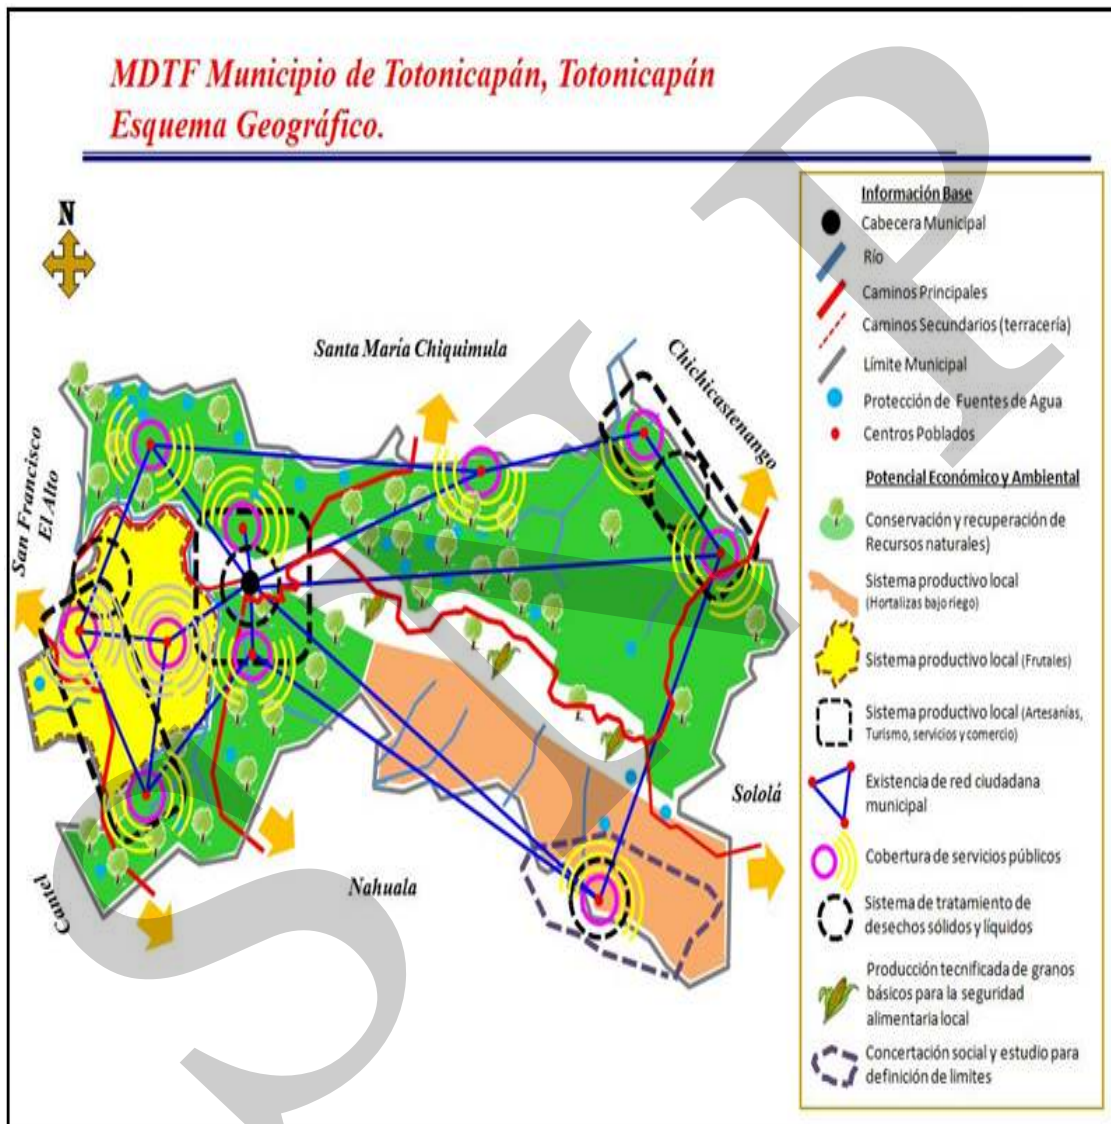 MDTF Municipio de Totonicapán, Totonicapán
Esquema Geográfico.
N
Santa María Chiquimula
Chichicastenango
San Francisco
El Alto
Sololá
Nahuala
Cantel
Información Base
Cabecera Municipal
Río
Caminos Principales
Caminos Secundarios (terracería)
Límite Municipal
Protección de Fuentes de Agua
Centros Poblados
Potencial Económico y Ambiental
Conservación y recuperación de
Recursos naturales)
Sistema productivo local
(Hortalizas bajo riego)
Sistema productivo local (Frutales)
Sistema productivo local (Artesanías,
Turismo, servicios y comercio)
Existencia de red ciudadana
municipal
Cobertura de servicios públicos
Sistema de tratamiento de
desechos sólidos y líquidos
Producción tecnificada de granos
básicos para la seguridad
alimentaria local
Concertación social y estudio para
definición de limites